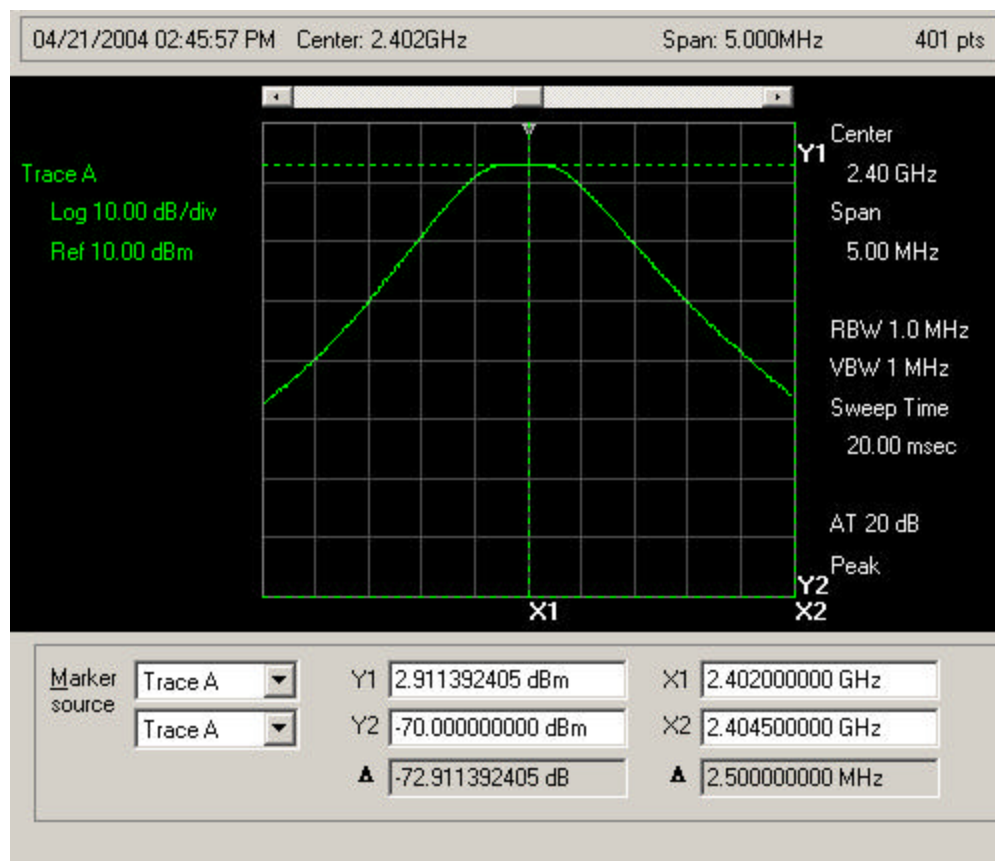 04/21/2004 02:45:57 PM Center: 2.402GHz Span: 5.000MHz 401 pts
Trace A
Log 10.00 dB/div
Ref 10.00 dBm
Y1
Center
2.40 GHz
Span
5.00 MHz
RBW 1.0 MHz
VBW 1 MHz
Sweep Time
20.00 msec
AT 20 dB
Peak
Y2
X1 X2
Marker source
Trace A
Trace A
Y1 2.911392405 dBm X1 2.402000000 GHz
Y2 -70.000000000 dBm X2 2.404500000 GHz
Δ -72.911392405 dB Δ 2.500000000 MHz